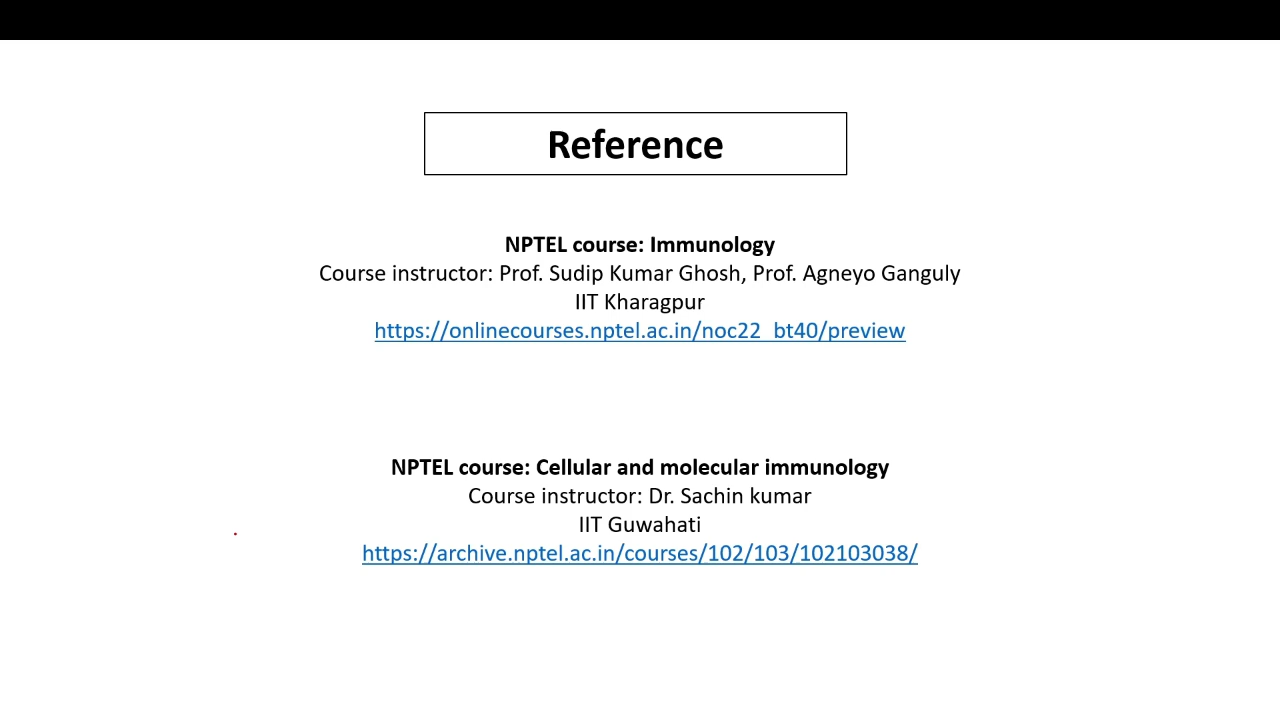 Reference
NPTEL course: Immunology
Course instructor: Prof. Sudip Kumar Ghosh, Prof. Agneyo Ganguly
IIT Kharagpur
https://onlinecourses.nptel.ac.in/noc22_bt40/preview
NPTEL course: Cellular and molecular immunology
Course instructor: Dr. Sachin kumar
IIT Guwahati
https://archive.nptel.ac.in/courses/102/103/102103038/